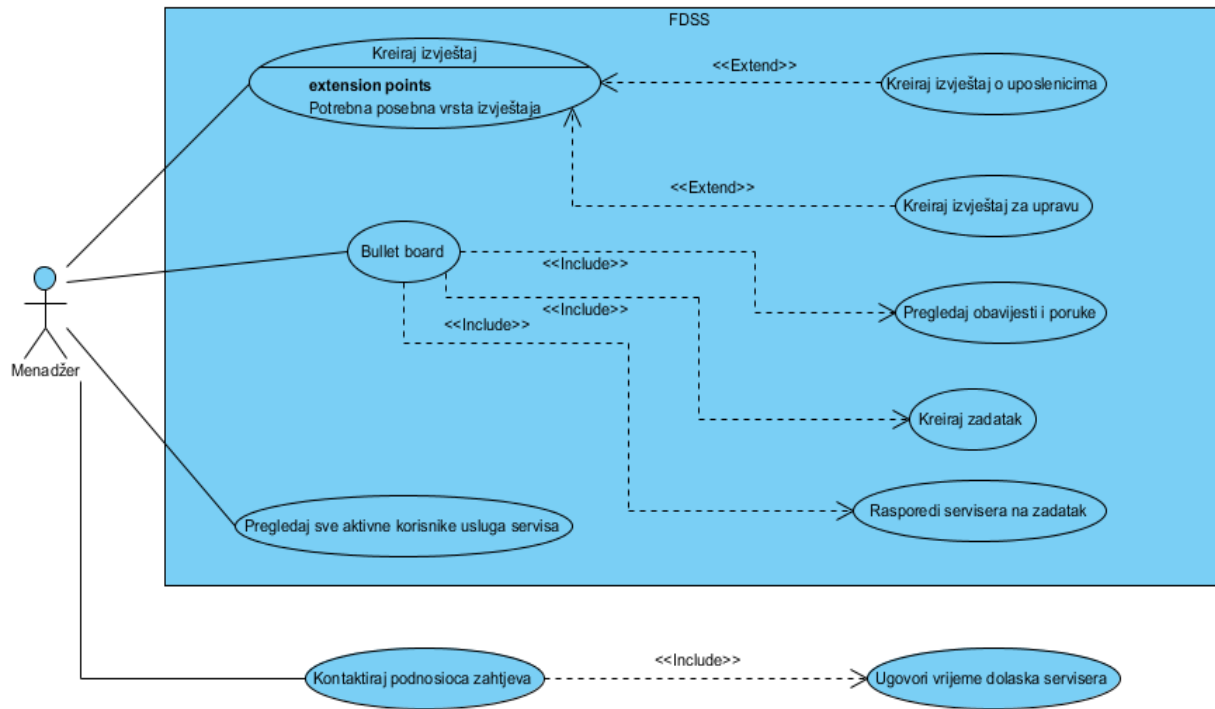 FDSS
Kreiraj izvještaj
extension points
Potrebna posebna vrsta izvještaja
<<Extend>>
Kreiraj izvještaj o uposlenicima
<<Extend>>
Kreiraj izvještaj za upravu
Bullet board
<<Include>>
<<Include>>
<<Include>>
Pregledaj obavijesti i poruke
Menadžer
Kreiraj zadatak
Rasporedi servisera na zadatak
Pregledaj sve aktivne korisnike usluga servisa
Kontaktiraj podnosioca zahtjeva
<<Include>>
Ugovori vrijeme dolaska servisera